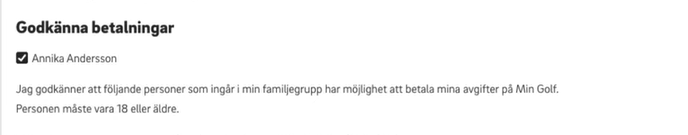 Godkänna betalningar
Annika Andersson
Jag godkänner att följande personer som ingår i min familjegrupp har möjlighet att betala mina avgifter på Min Golf.
Personen måste vara 18 eller äldre.